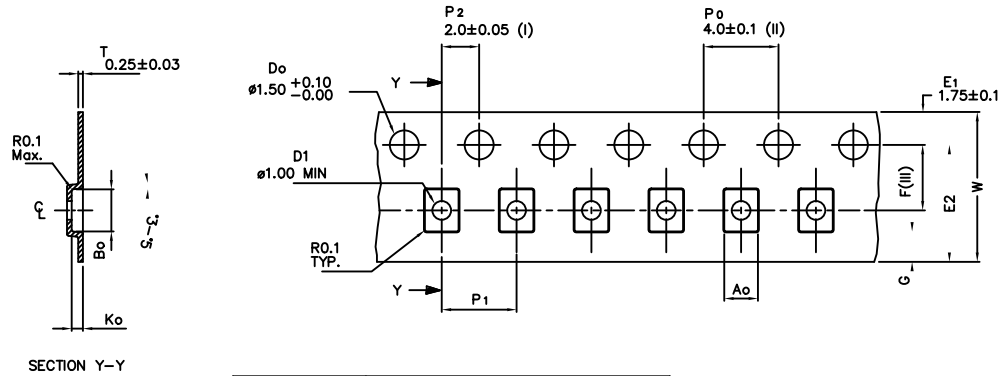 P2
2.0±0.05 (I)
Po
4.0±0.1 (II)
T
0.25±0.03
Do
ø1.50 +0.10
-0.00
Y
E1
1.75±0.1
R0.1
Max.
D1
ø1.00 MIN
F(III)
E2
W
CL
Bo
R0.1
TYP.
Y
P1
Ao
G
Ko
SECTION Y-Y